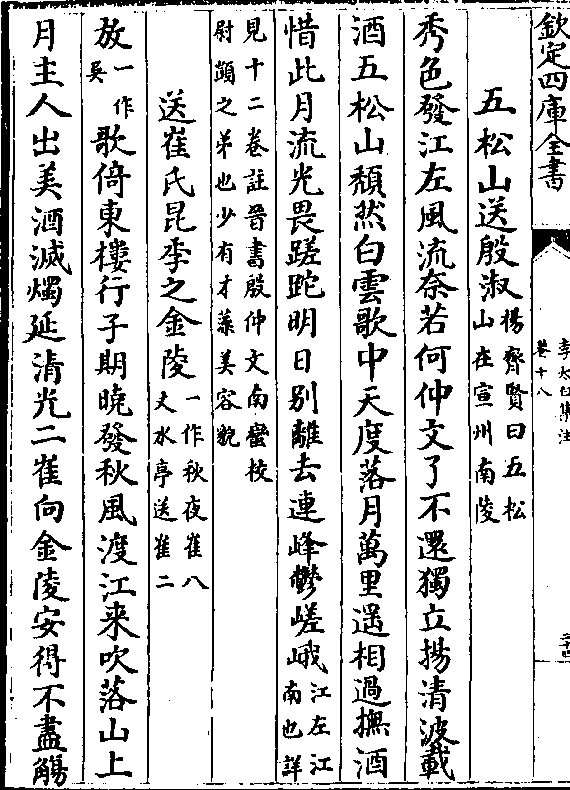 欽定四庫全書
李太白集注
卷十八
二十四
五松山送殷淑楊齊賢曰五松
山在宣州南陵
秀色發江左風流奈若何仲文了不還獨立揚清波載
酒五松山頹然白雲歌中天度落月萬里遥相過撫酒
惜此月流光畏蹉跎明日别離去連峰鬱嵯峨江左江
南也詳
見十二卷註晉書殷仲文南蠻校
尉顗之弟也少有才藻美容貌
送崔氏昆季之金陵一作秋夜崔八
丈水亭送崔二
放一作
吳歌倚東樓行子期曉發秋風渡江来吹落山上
月主人出美酒滅燭延清光二崔向金陵安得不盡觴